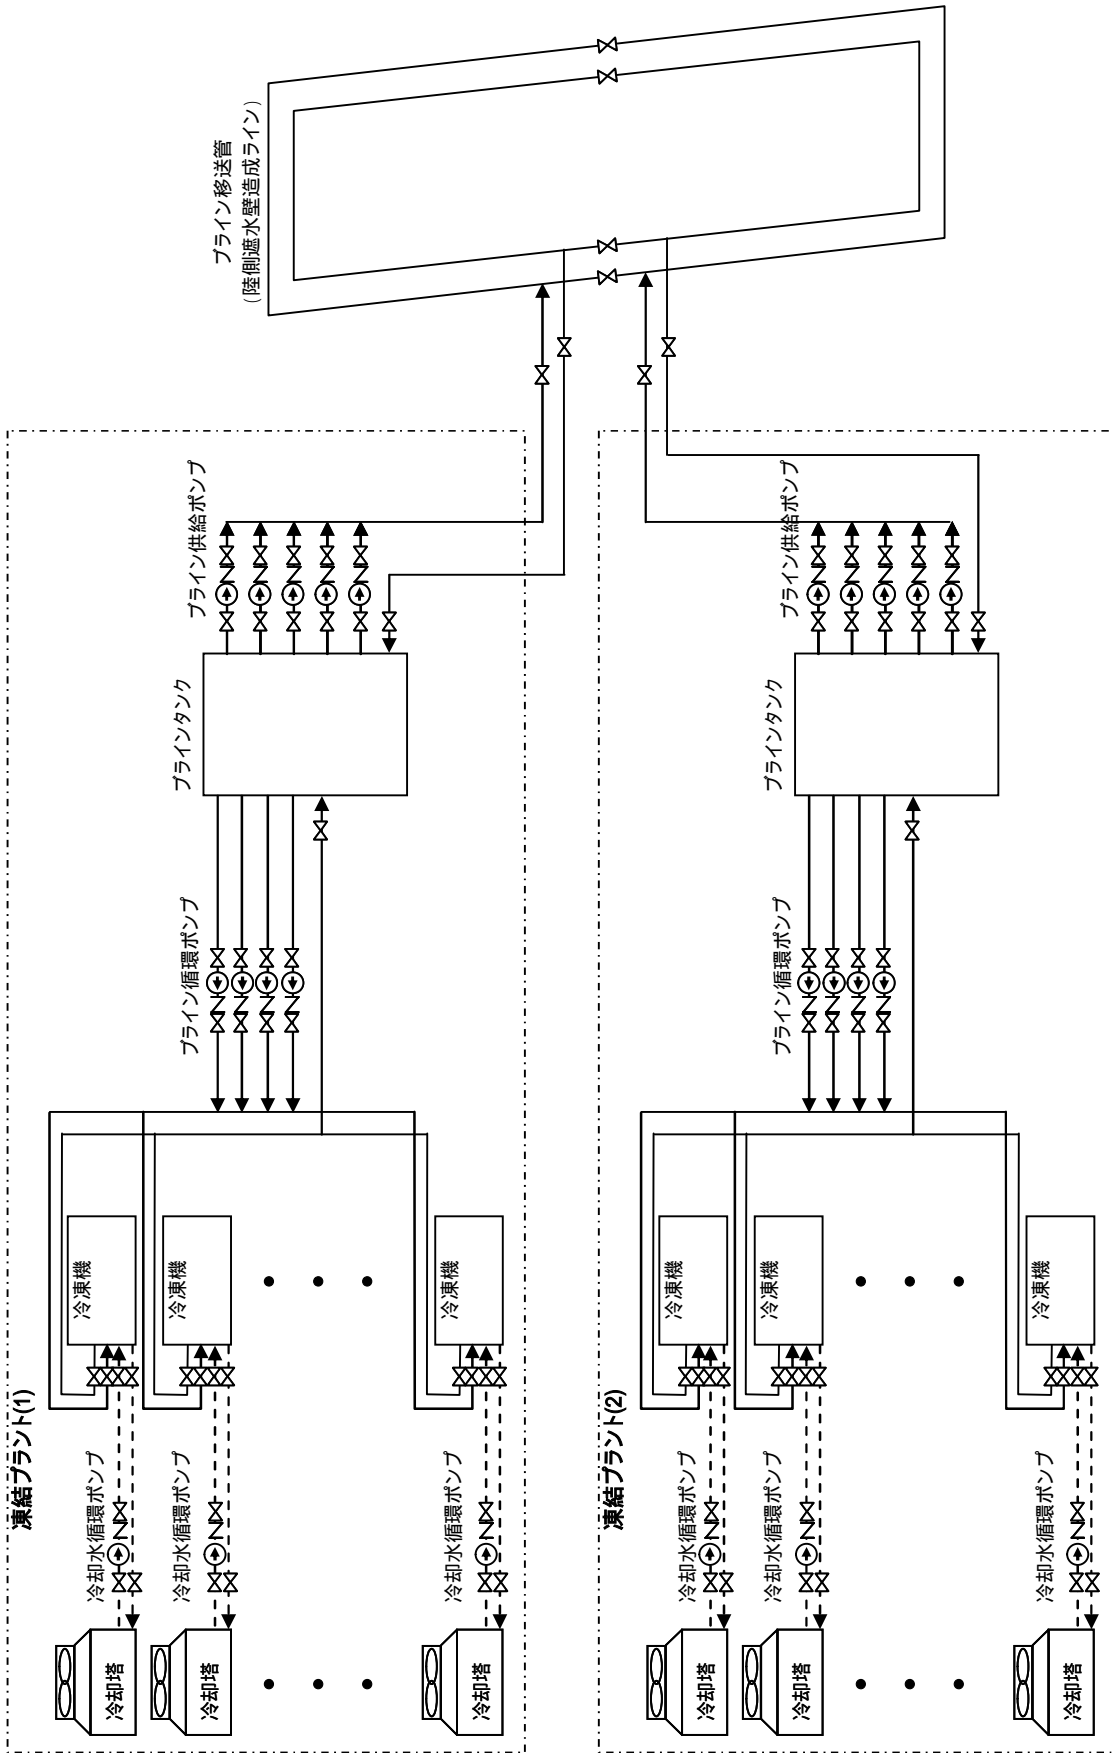 ブライン移送管
(陸側遮水壁造成ライン)
凍結プラント(1)
ブライン供給ポンプ
ブラインタンク
ブライン循環ポンプ
冷凍機
冷凍機
冷凍機
冷却水循環ポンプ
冷却水循環ポンプ
冷却水循環ポンプ
冷却塔
冷却塔
冷却塔
凍結プラント(2)
ブライン供給ポンプ
ブラインタンク
ブライン循環ポンプ
冷凍機
冷凍機
冷凍機
冷却水循環ポンプ
冷却水循環ポンプ
冷却水循環ポンプ
冷却塔
冷却塔
冷却塔